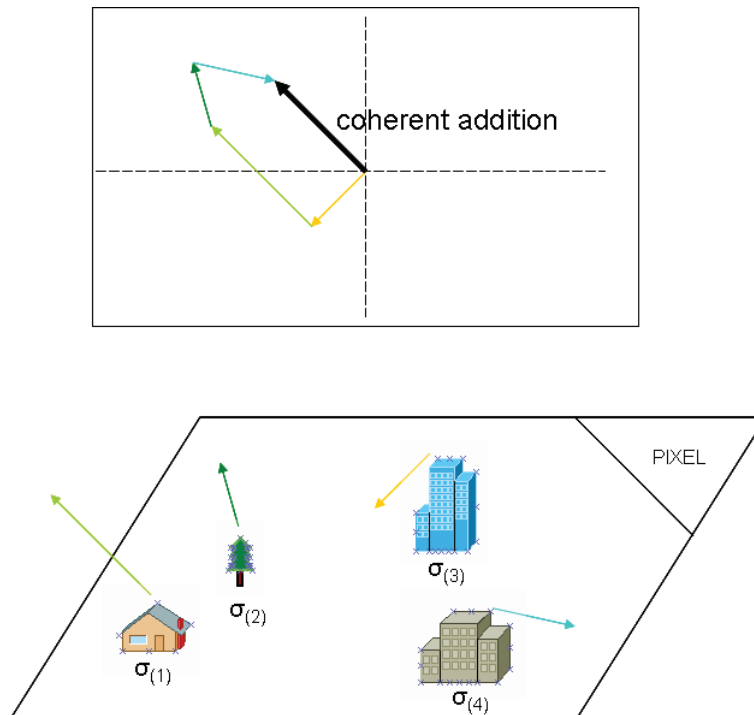 coherent addition
PIXEL
σ(3)
σ(2)
σ(1)
σ(4)